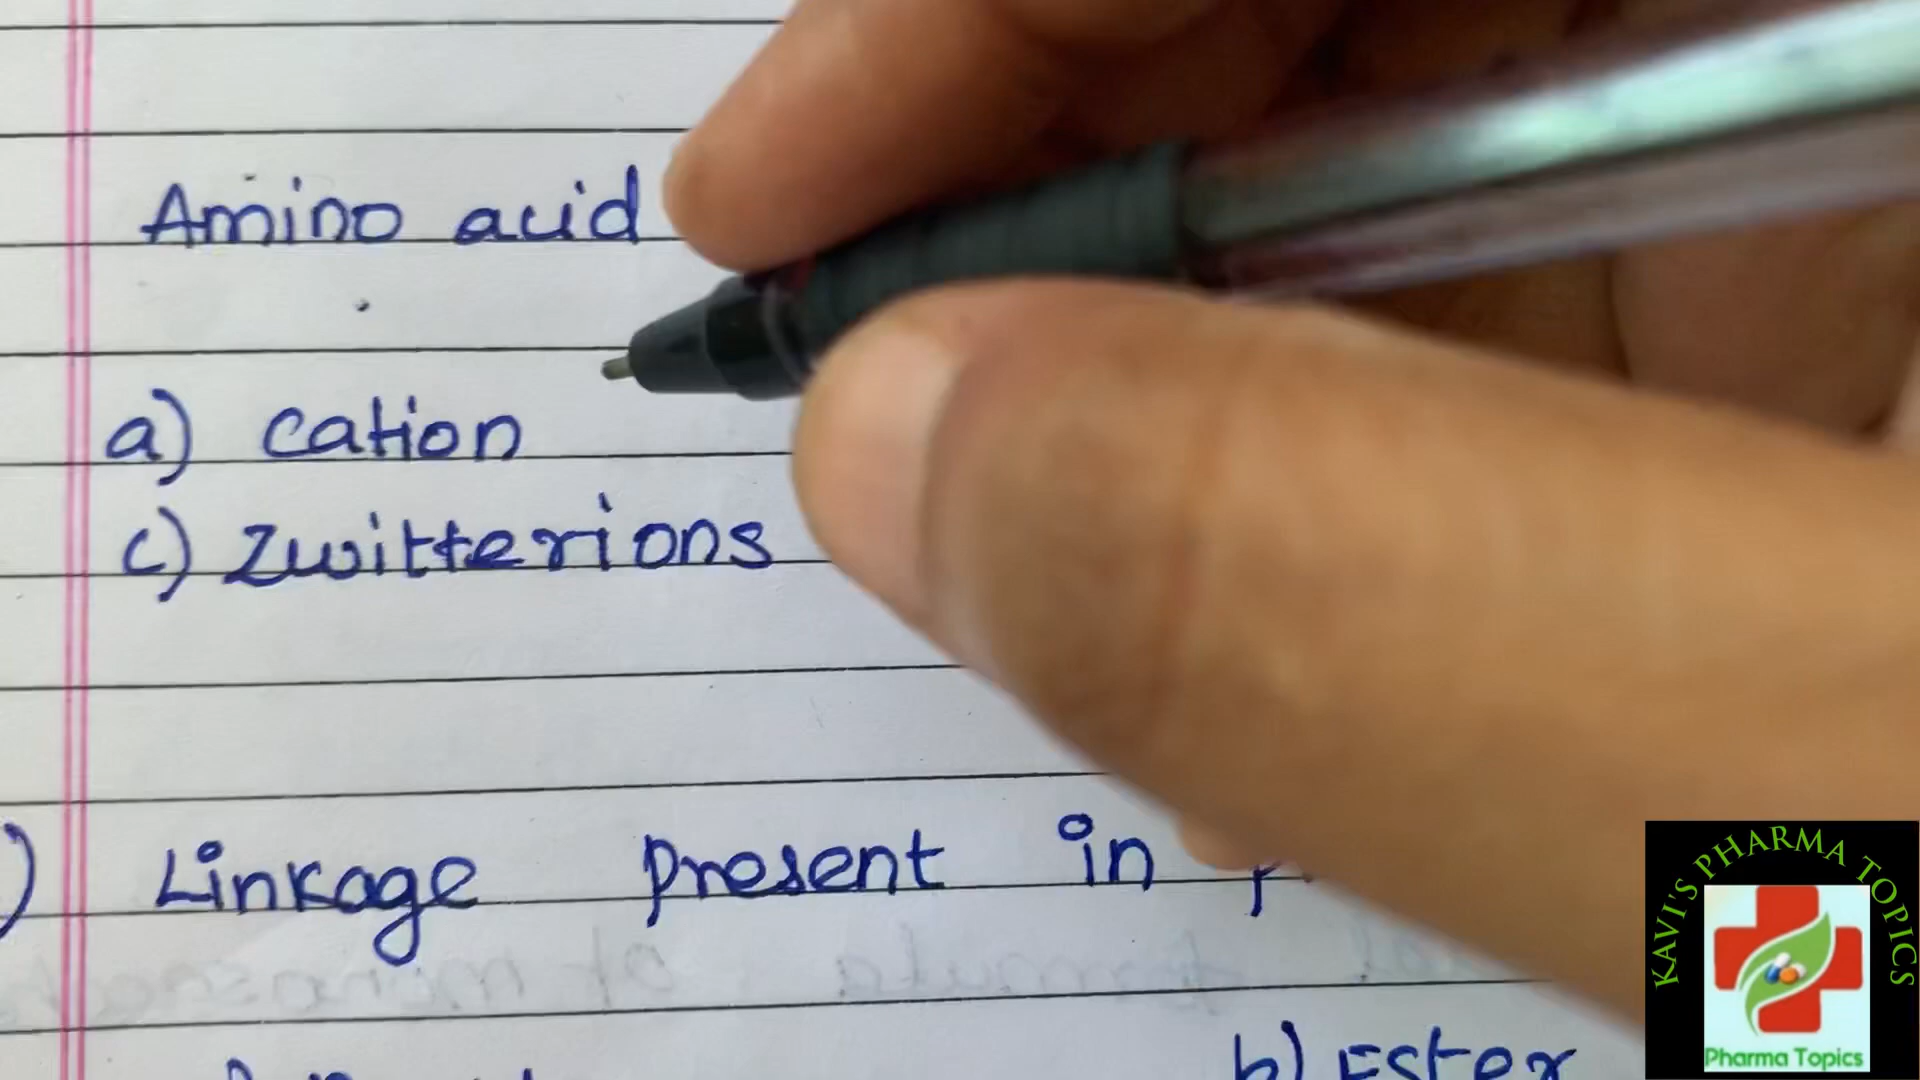 Amino acid
a) cation
c) Zwitterions
) Linkage present in
b) Ester
KAVI'S PHARMA TOPICS
Pharma Topics